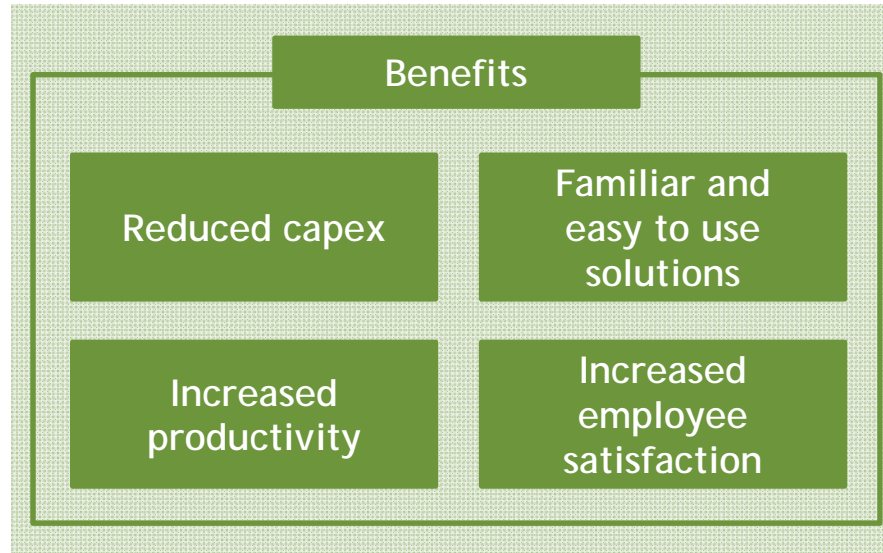 Benefits
Reduced capex
Familiar and
easy to use
solutions
Increased
productivity
Increased
employee
satisfaction